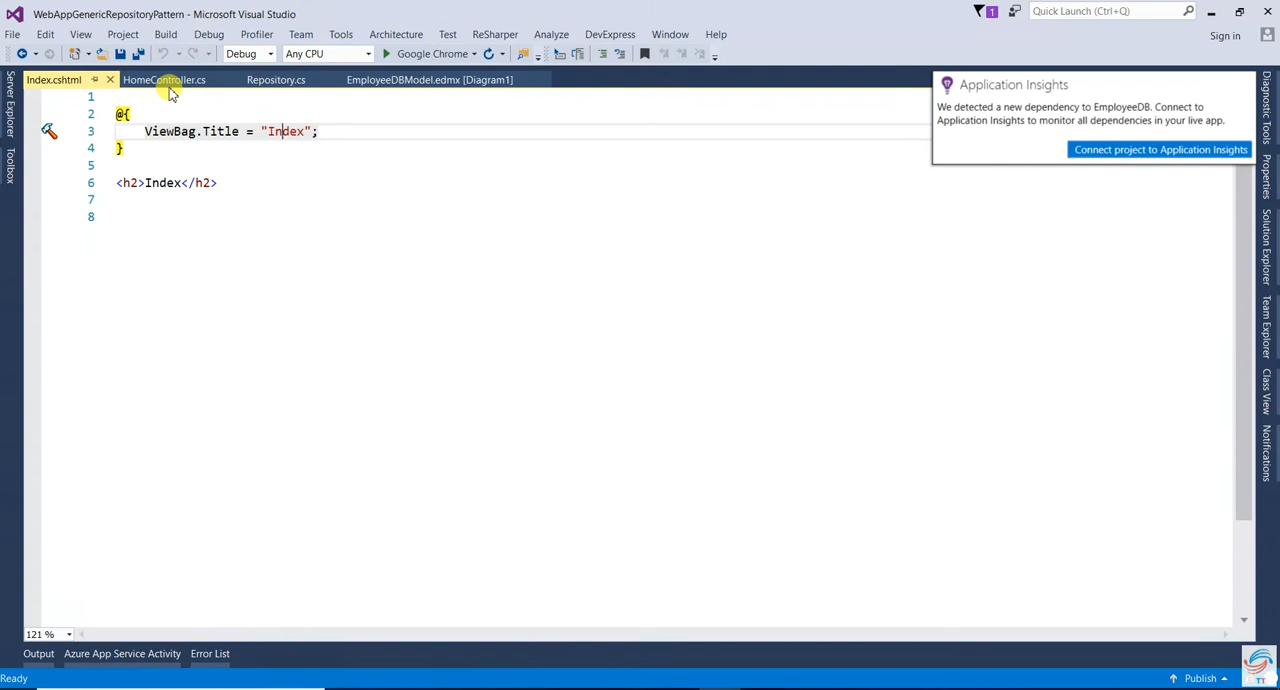 WebAppGenericRepositoryPattern - Microsoft Visual Studio
1
Quick Launch (Ctrl+Q)
File Edit View Project Build Debug Profiler Team Tools Architecture Test ReSharper Analyze DevExpress Window Help
Sign in
Debug Any CPU Google Chrome
Index.cshtml HomeController.cs Repository.cs EmployeeDBModel.edmx [Diagram1]
Application Insights
We detected a new dependency to EmployeeDB. Connect to
Application Insights to monitor all dependencies in your live app.
Connect project to Application Insights
Server Explorer
Toolbox
1
2 @{
3 ViewBag.Title = "Index";
4 }
5
6 <h2>Index</h2>
7
8
Diagnostic Tools
Properties
Solution Explorer
Team Explorer
Class View
Notifications
121 %
Output Azure App Service Activity Error List
Ready
Publish
TT